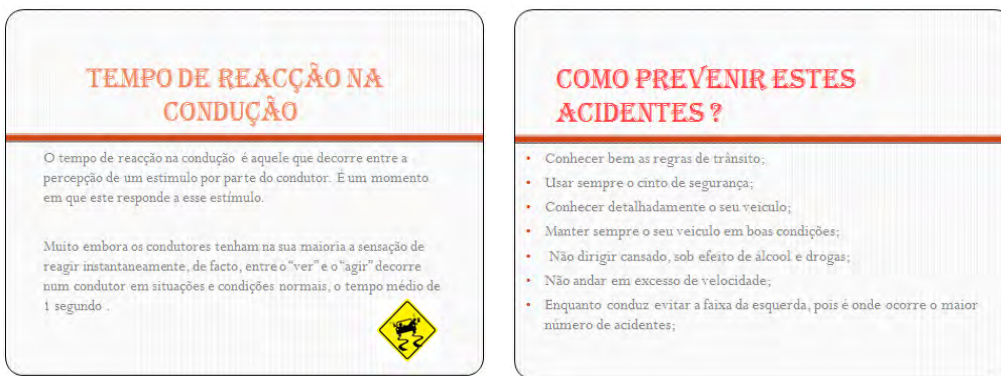 TEMPO DE REACÇÃO NA
CONDUÇÃO
O tempo de reacção na condução é aquele que decorre entre a
percepção de um estimulo por parte do condutor. É um momento
em que este responde a esse estímulo.
Muito embora os condutores tenham na sua maioria a sensação de
reagir instantaneamente, de facto, entre o "ver" e o "agir" decorre
num condutor em situações e condições normais, o tempo médio de
1 segundo .
COMO PREVENIR ESTES
ACIDENTES ?
• Conhecer bem as regras de trânsito;
• Usar sempre o cinto de segurança;
• Conhecer detalhadamente o seu veiculo;
• Manter sempre o seu veiculo em boas condições;
• Não dirigir cansado, sob efeito de álcool e drogas;
• Não andar em excesso de velocidade;
• Enquanto conduz evitar a faixa da esquerda, pois é onde ocorre o maior
número de acidentes;